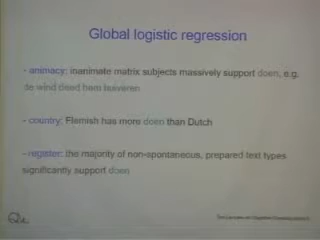 Global logistic regression
- animacy: inanimate matrix subjects massively support doen, e.g.
de wind deed hem huiveren
- country: Flemish has more doen than Dutch
- register: the majority of non-spontaneous, prepared text types
significantly support doen